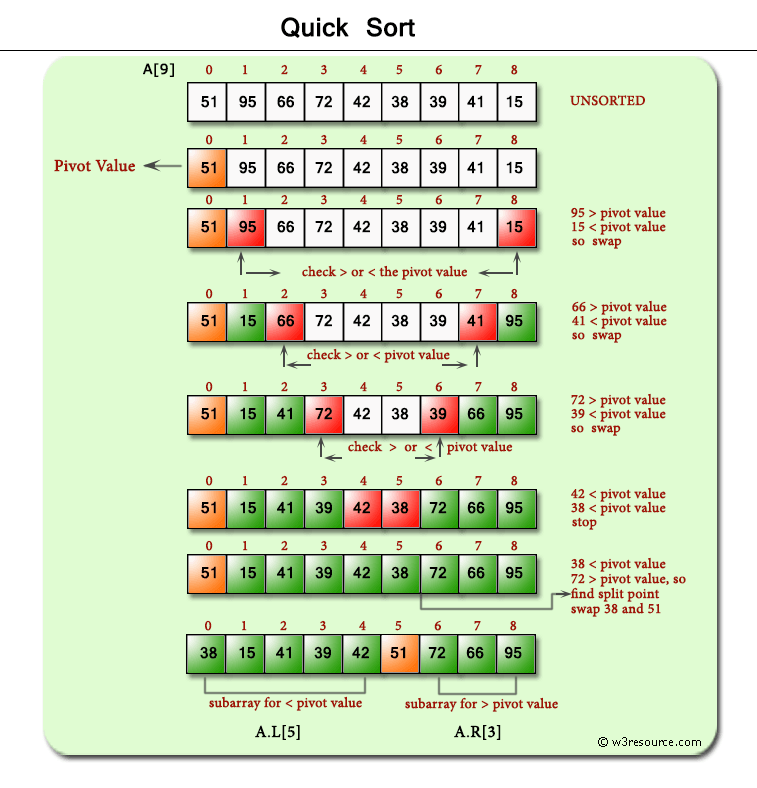 Quick Sort
A[9]
0 1 2 3 4 5 6 7 8
51 95 66 72 42 38 39 41 15
UNSORTED
0 1 2 3 4 5 6 7 8
Pivot Value
51 95 66 72 42 38 39 41 15
0 1 2 3 4 5 6 7 8
51 95 66 72 42 38 39 41 15
95 > pivot value
15 < pivot value
so swap
check > or < the pivot value
0 1 2 3 4 5 6 7 8
51 15 66 72 42 38 39 41 95
66 > pivot value
41 < pivot value
so swap
check > or < pivot value
0 1 2 3 4 5 6 7 8
51 15 41 72 42 38 39 66 95
72 > pivot value
39 < pivot value
so swap
check > or < pivot value
0 1 2 3 4 5 6 7 8
51 15 41 39 42 38 72 66 95
42 < pivot value
38 < pivot value
stop
0 1 2 3 4 5 6 7 8
51 15 41 39 42 38 72 66 95
38 < pivot value
72 > pivot value, so
find split point
swap 38 and 51
0 1 2 3 4 5 6 7 8
38 15 41 39 42 51 72 66 95
subarray for < pivot value
subarray for > pivot value
A.L[5]
A.R[3]
© w3resource.com